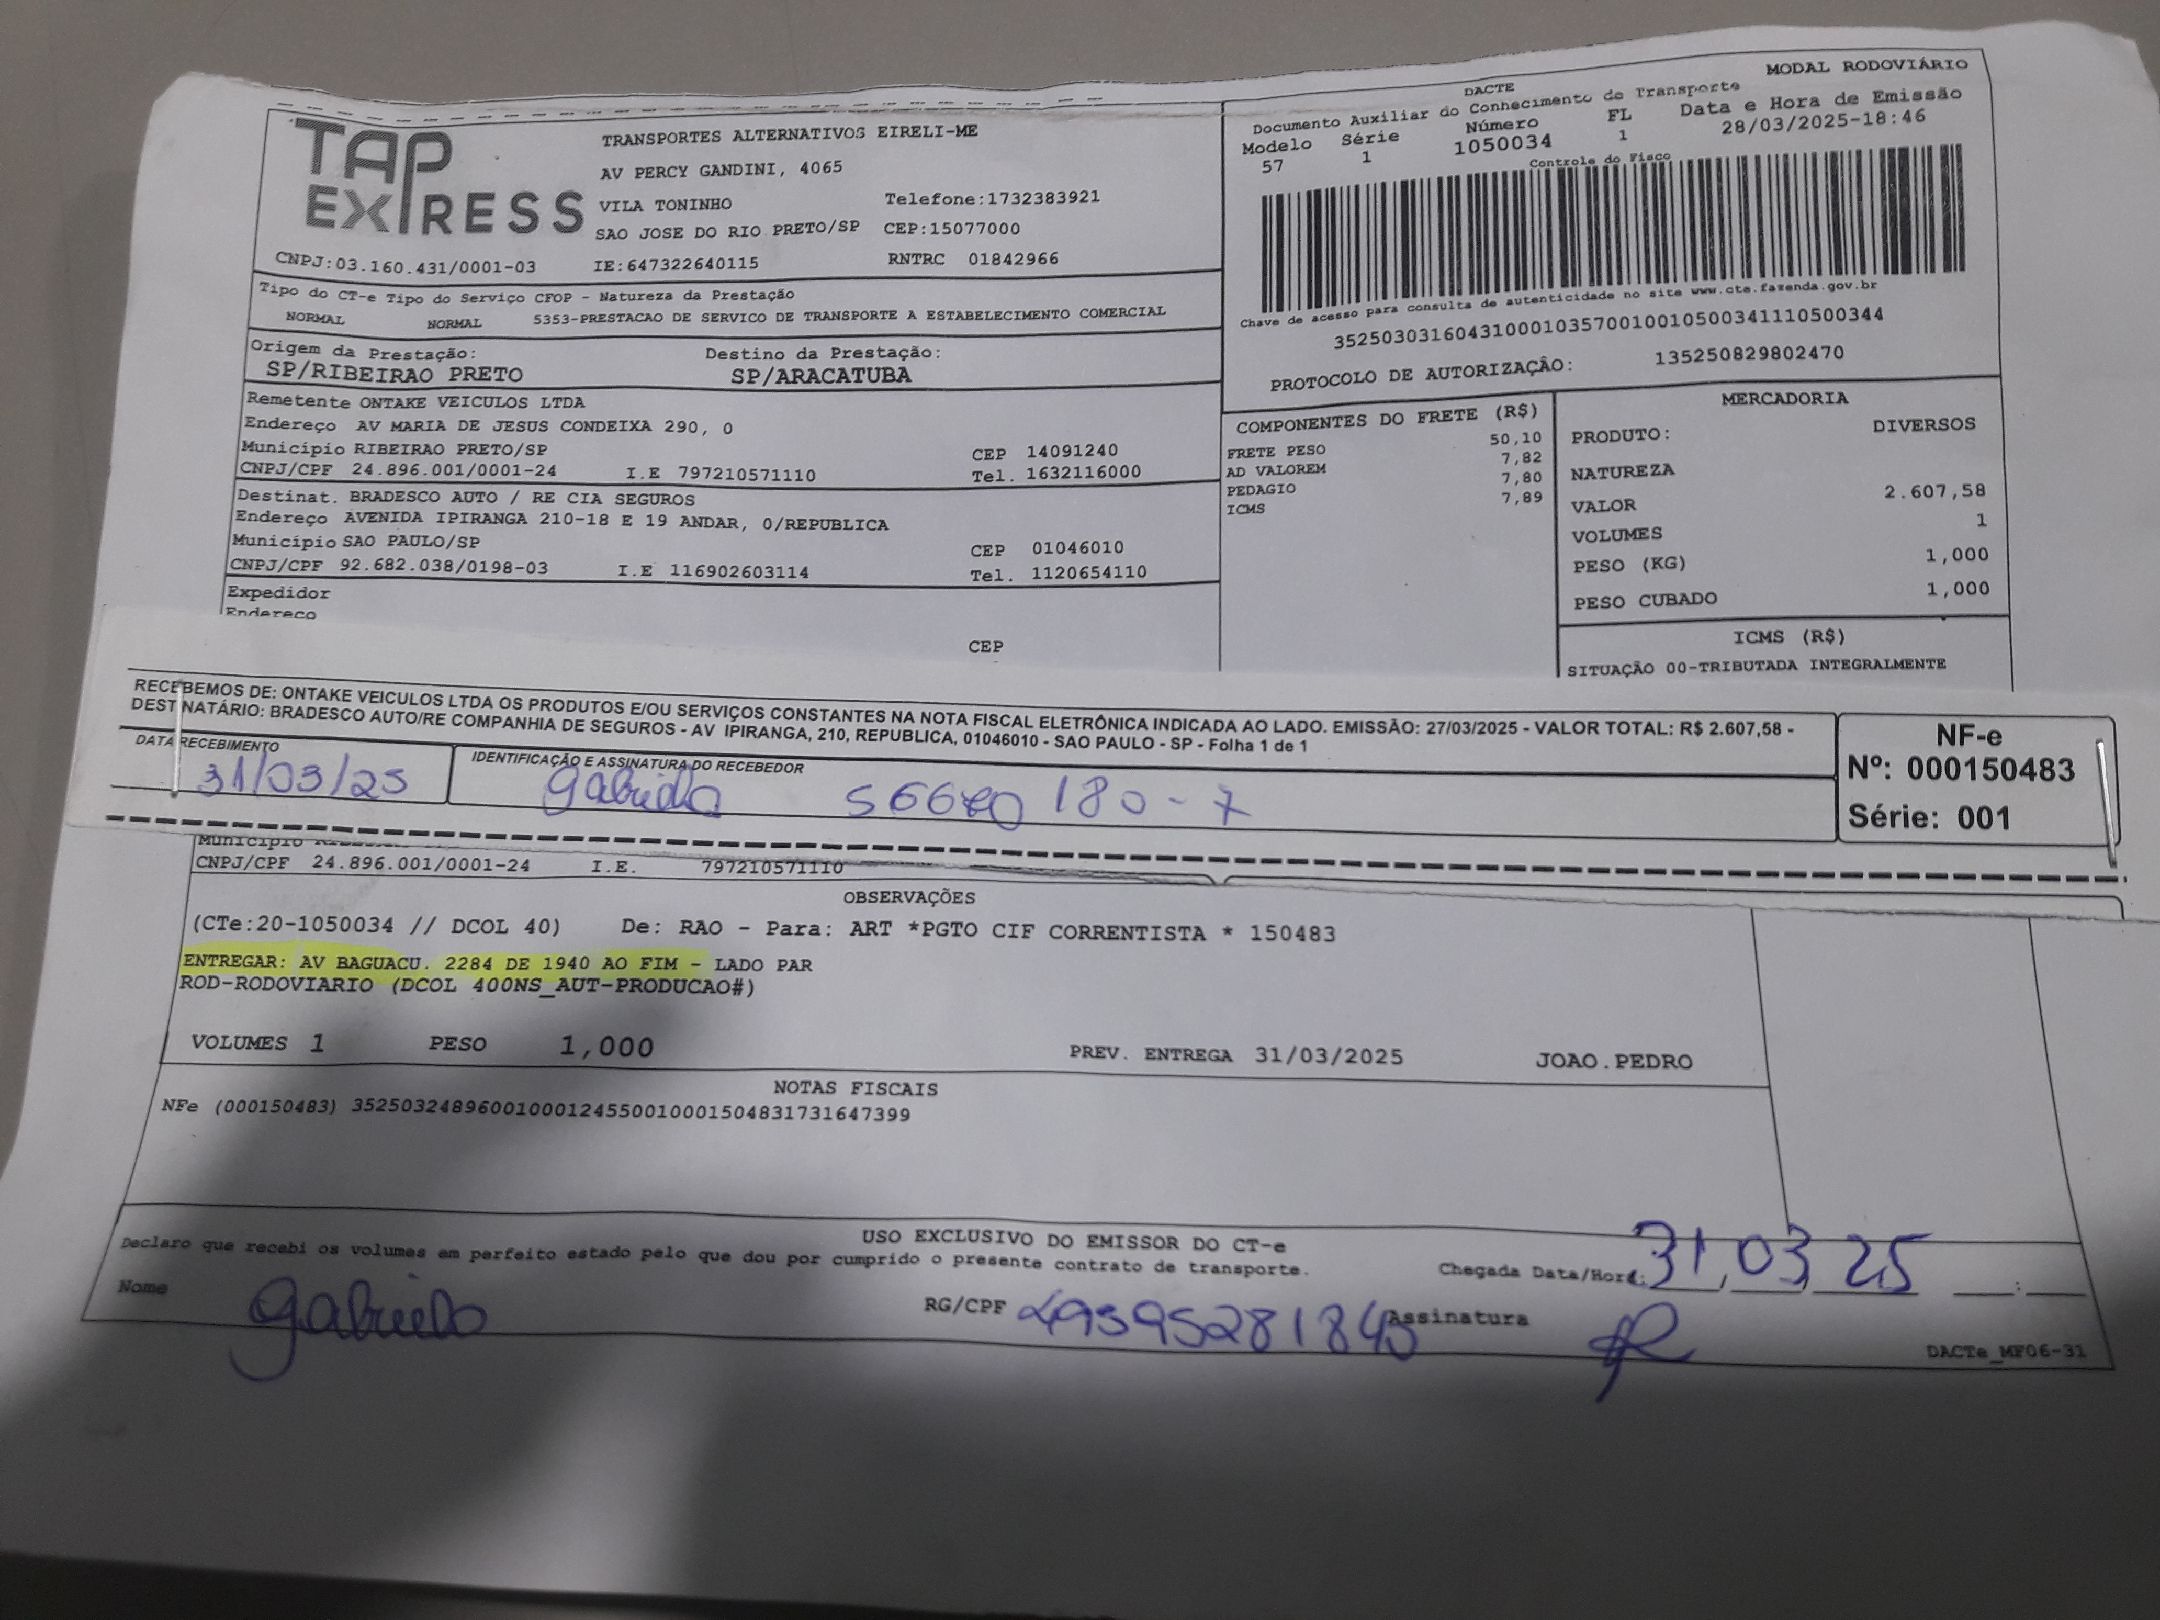 TAP EXPRESS
TRANSPORTES ALTERNATIVOS EIRELI-ME
AV PERCY GANDINI, 4065
VILA TONINHO Telefone:1732383921
SAO JOSE DO RIO PRETO/SP CEP:15077000
CNPJ:03.160.431/0001-03 IE:647322640115 RNTRC 01842966
MODAL RODOVIÁRIO
DACTE
Documento Auxiliar do Conhecimento de Transporte
Modelo Série Número FL Data e Hora de Emissão
57 1 1050034 1 28/03/2025-18:46
Controle do Fisco
Chave de acesso para consulta de autenticidade no site www.cte.fazenda.gov.br
35250303160431000103570010010500341110500344
PROTOCOLO DE AUTORIZAÇÃO: 135250829802470
Tipo do CT-e Tipo do Serviço CFOP - Natureza da Prestação
NORMAL NORMAL 5353-PRESTACAO DE SERVICO DE TRANSPORTE A ESTABELECIMENTO COMERCIAL
Origem da Prestação: Destino da Prestação:
SP/RIBEIRAO PRETO SP/ARACATUBA
Remetente ONTAKE VEICULOS LTDA
Endereço AV MARIA DE JESUS CONDEIXA 290, 0
Município RIBEIRAO PRETO/SP CEP 14091240
CNPJ/CPF 24.896.001/0001-24 I.E 797210571110 Tel. 1632116000
Destinat. BRADESCO AUTO / RE CIA SEGUROS
Endereço AVENIDA IPIRANGA 210-18 E 19 ANDAR, 0/REPUBLICA
Município SAO PAULO/SP CEP 01046010
CNPJ/CPF 92.682.038/0198-03 I.E 116902603114 Tel. 1120654110
Expedidor
Endereço
CEP
COMPONENTES DO FRETE (R$)
FRETE PESO 50,10
AD VALOREM 7,82
PEDAGIO 7,80
ICMS 7,89
MERCADORIA
PRODUTO: DIVERSOS
NATUREZA
VALOR 2.607,58
VOLUMES 1
PESO (KG) 1,000
PESO CUBADO 1,000
ICMS (R$)
SITUAÇÃO 00-TRIBUTADA INTEGRALMENTE
RECEBEMOS DE: ONTAKE VEICULOS LTDA OS PRODUTOS E/OU SERVIÇOS CONSTANTES NA NOTA FISCAL ELETRÔNICA INDICADA AO LADO. EMISSÃO: 27/03/2025 - VALOR TOTAL: R$ 2.607,58 -
DESTINATÁRIO: BRADESCO AUTO/RE COMPANHIA DE SEGUROS - AV IPIRANGA, 210, REPUBLICA, 01046010 - SAO PAULO - SP - Folha 1 de 1
DATA RECEBIMENTO IDENTIFICAÇÃO E ASSINATURA DO RECEBEDOR
31/03/25 Gabriela 180-7
NF-e
Nº: 000150483
Série: 001
Município
CNPJ/CPF 24.896.001/0001-24 I.E. 797210571110
OBSERVAÇÕES
(CTe:20-1050034 // DCOL 40) De: RAO - Para: ART *PGTO CIF CORRENTISTA * 150483
ENTREGAR: AV BAGUACU. 2284 DE 1940 AO FIM - LADO PAR
ROD-RODOVIARIO (DCOL 400NS_AUT-PRODUCAO#)
VOLUMES 1 PESO 1,000 PREV. ENTREGA 31/03/2025 JOAO.PEDRO
NOTAS FISCAIS
NFe (000150483) 35250324896001000124550010001504831731647399
USO EXCLUSIVO DO EMISSOR DO CT-e
Declaro que recebi os volumes em perfeito estado pelo que dou por cumprido o presente contrato de transporte. Chegada Data/Hora: 31/03/25
Nome Gabriela RG/CPF Assinatura
DACTe_MF06-31